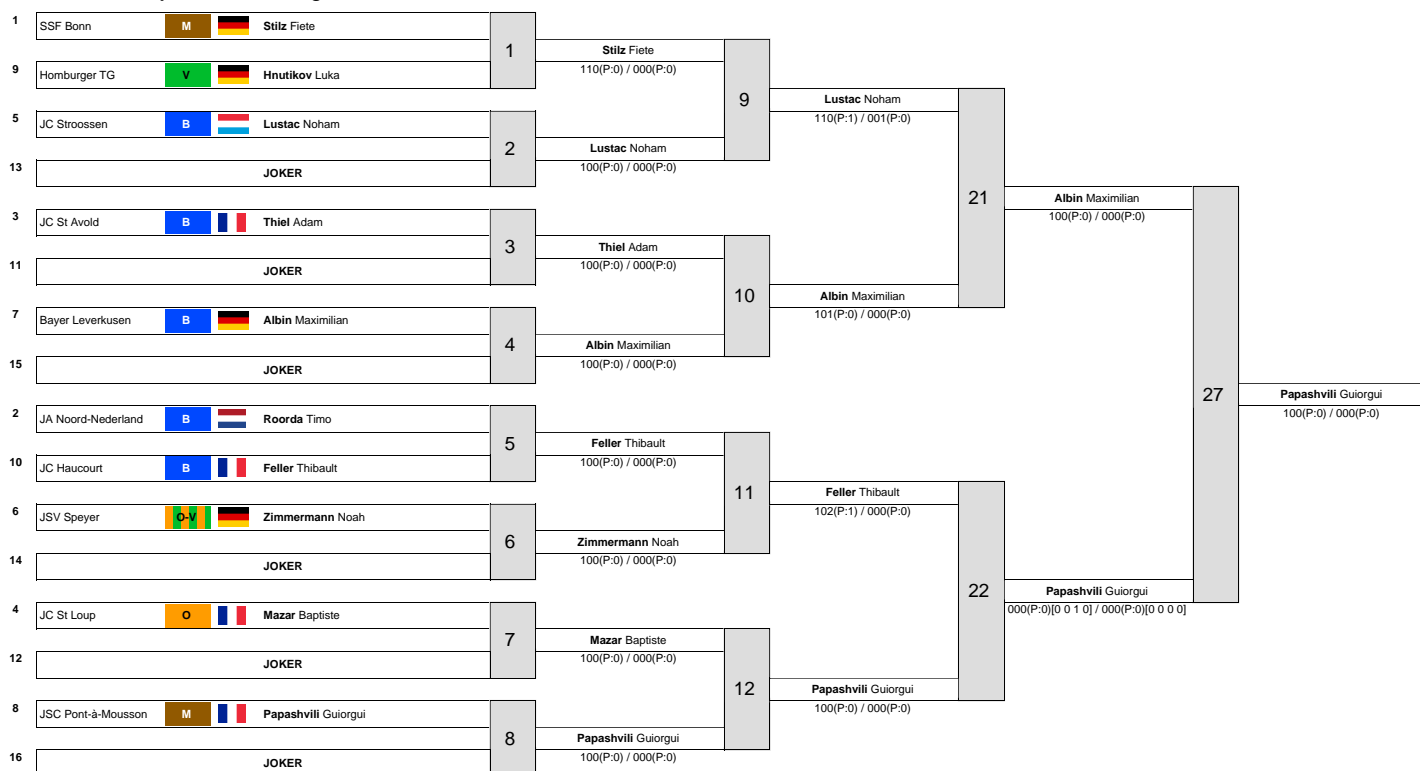 1 SSF Bonn M Stilz Fiete
1
Stilz Fiete
110(P:0) / 000(P:0)
9 Homburger TG V Hnutikov Luka
9
Lustac Noham
110(P:1) / 001(P:0)
5 JC Stroossen B Lustac Noham
2
Lustac Noham
100(P:0) / 000(P:0)
13 JOKER
21
Albin Maximilian
100(P:0) / 000(P:0)
3 JC St Avold B Thiel Adam
3
Thiel Adam
100(P:0) / 000(P:0)
11 JOKER
10
Albin Maximilian
101(P:0) / 000(P:0)
7 Bayer Leverkusen B Albin Maximilian
4
Albin Maximilian
100(P:0) / 000(P:0)
15 JOKER
27
Papashvili Guiorgui
100(P:0) / 000(P:0)
2 JA Noord-Nederland B Roorda Timo
5
Feller Thibault
100(P:0) / 000(P:0)
10 JC Haucourt B Feller Thibault
11
Feller Thibault
102(P:1) / 000(P:0)
6 JSV Speyer O-V Zimmermann Noah
6
Zimmermann Noah
100(P:0) / 000(P:0)
14 JOKER
22
Papashvili Guiorgui
000(P:0)[0 0 1 0] / 000(P:0)[0 0 0 0]
4 JC St Loup O Mazar Baptiste
7
Mazar Baptiste
100(P:0) / 000(P:0)
12 JOKER
12
Papashvili Guiorgui
100(P:0) / 000(P:0)
8 JSC Pont-à-Mousson M Papashvili Guiorgui
8
Papashvili Guiorgui
100(P:0) / 000(P:0)
16 JOKER